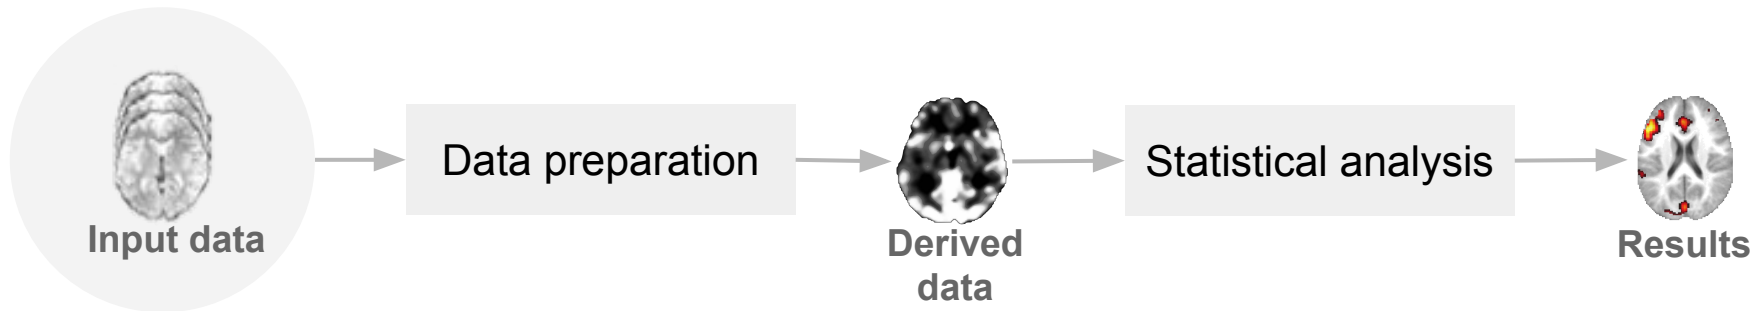 Input data
Data preparation
Derived
data
Statistical analysis
Results